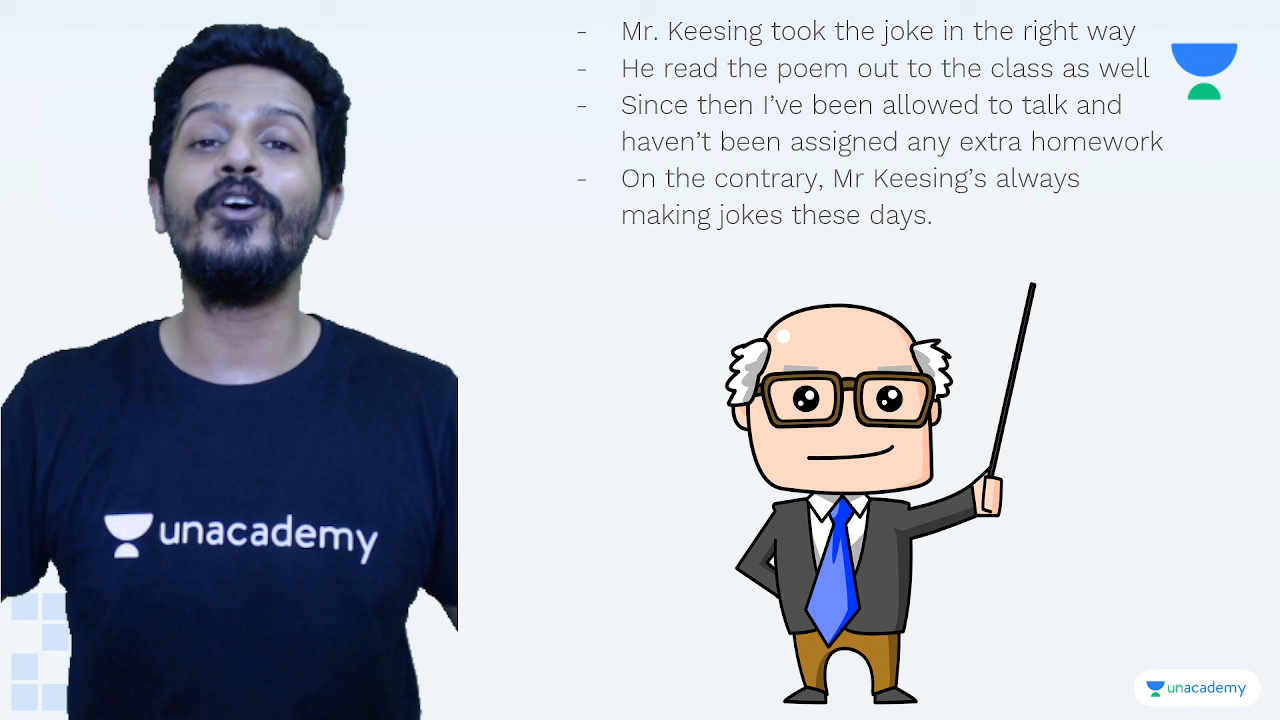 - Mr. Keesing took the joke in the right way
- He read the poem out to the class as well
- Since then I’ve been allowed to talk and
haven’t been assigned any extra homework
- On the contrary, Mr Keesing’s always
making jokes these days.
unacademy
unacademy